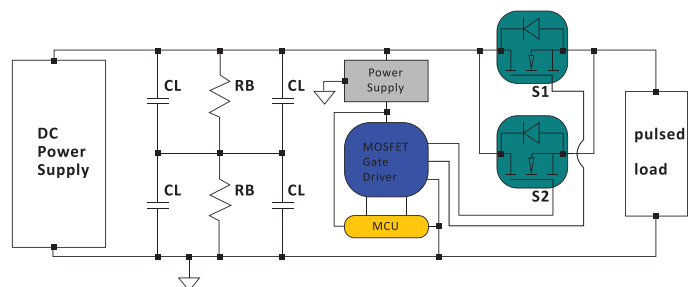 DC
Power
Supply
CL
RB
CL
CL
RB
CL
Power
Supply
MOSFET
Gate
Driver
MCU
S1
S2
pulsed
load